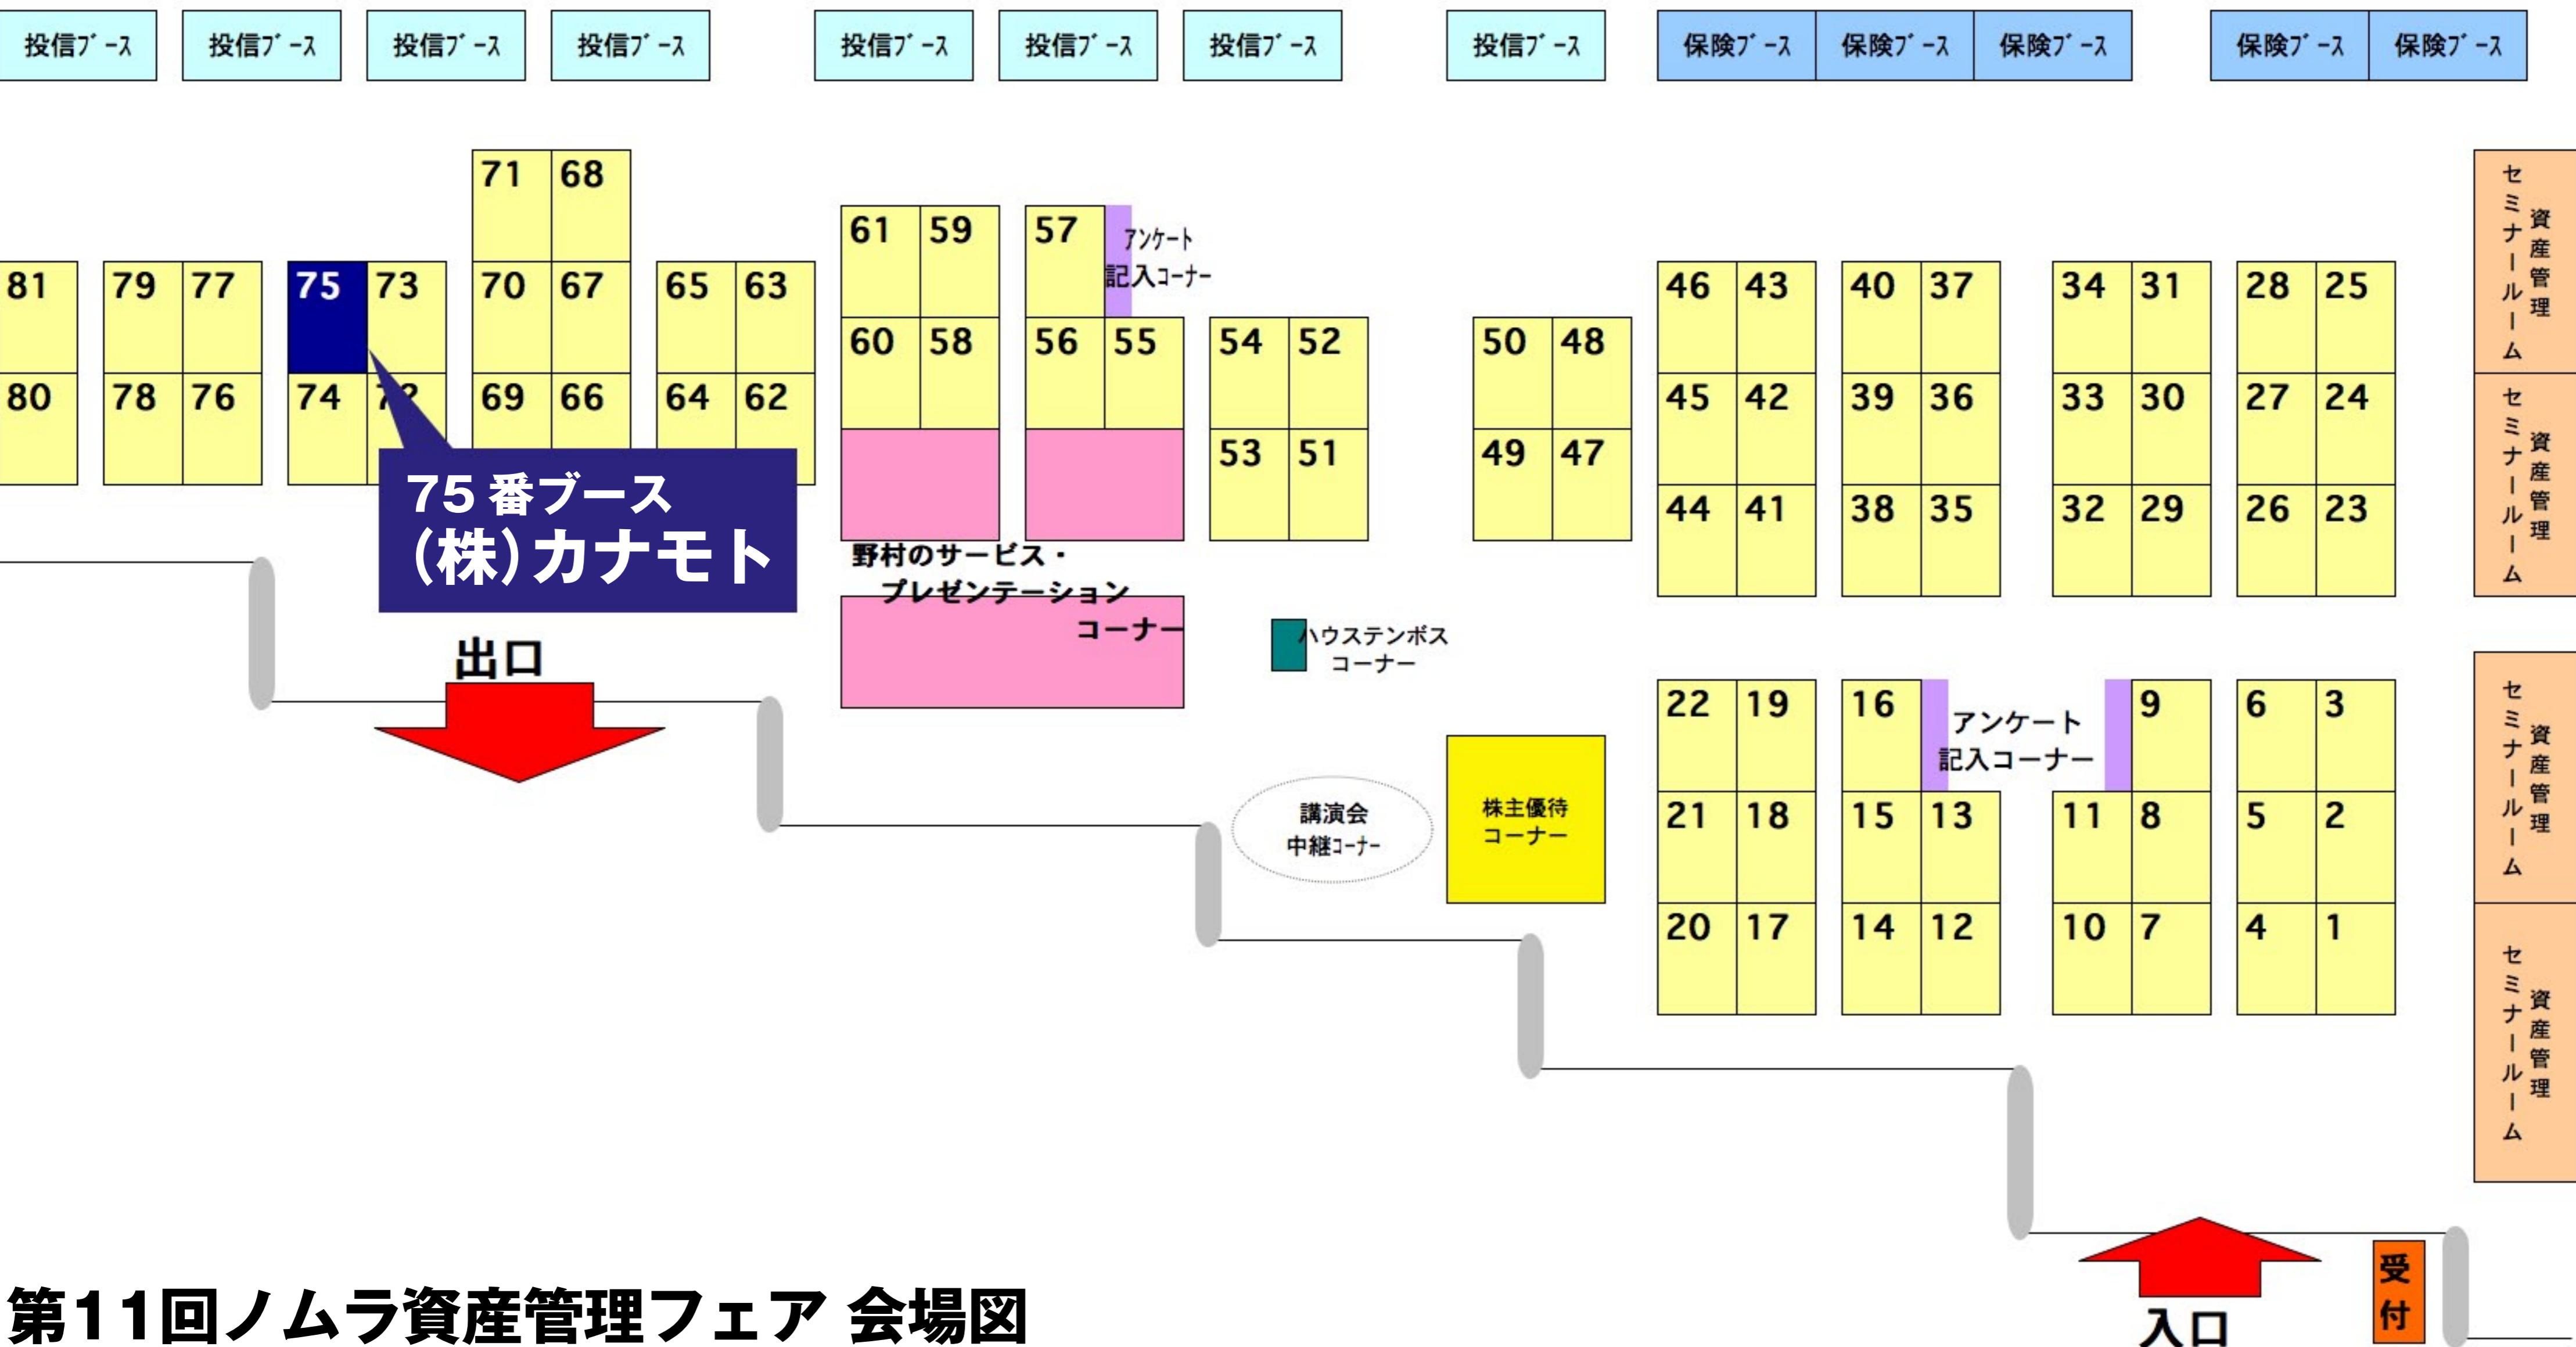 投信ﾌﾞｰｽ 投信ﾌﾞｰｽ 投信ﾌﾞｰｽ 投信ﾌﾞｰｽ 投信ﾌﾞｰｽ 投信ﾌﾞｰｽ 投信ﾌﾞｰｽ 投信ﾌﾞｰｽ 保険ﾌﾞｰｽ 保険ﾌﾞｰｽ 保険ﾌﾞｰｽ 保険ﾌﾞｰｽ 保険ﾌﾞｰｽ
71 68
61 59 57
ｱﾝｹｰﾄ
記入ｺｰﾅｰ
81 79 77 75 73 70 67 65 63
46 43 40 37 34 31 28 25
60 58 56 55 54 52 50 48
80 78 76 74 72 69 66 64 62
45 42 39 36 33 30 27 24
53 51 49 47
44 41 38 35 32 29 26 23
資産管理
セミナールーム
資産管理
セミナールーム
75番ブース
(株)カナモト
野村のサービス・
プレゼンテーション
コーナー
ハウステンボス
コーナー
出口
22 19 16
アンケート
記入コーナー
9 6 3
21 18 15 13 11 8 5 2
20 17 14 12 10 7 4 1
講演会
中継ｺｰﾅｰ
株主優待
コーナー
資産管理
セミナールーム
資産管理
セミナールーム
受付
入口
第11回ノムラ資産管理フェア 会場図